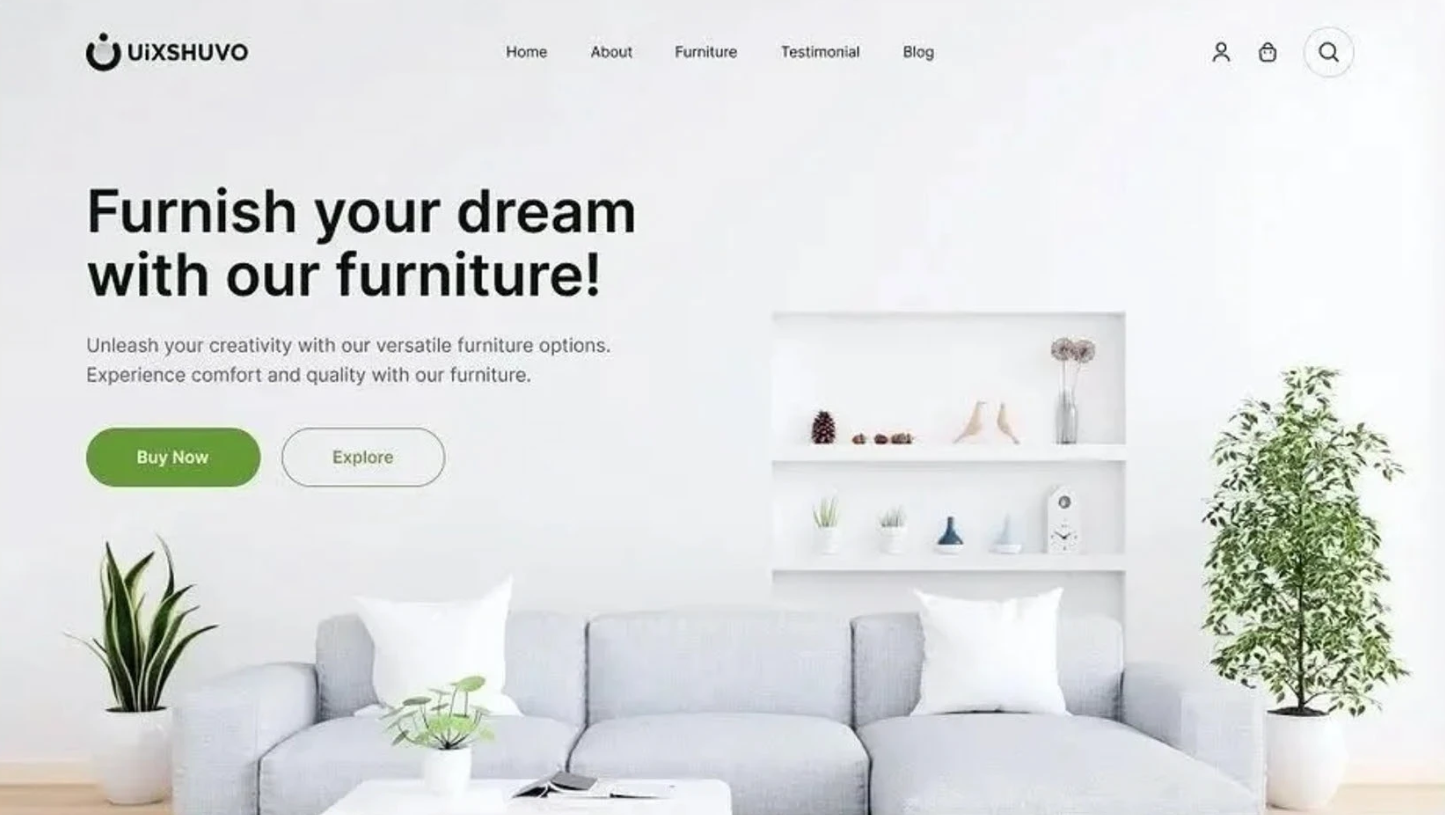 UiXSHUVO
Home About Furniture Testimonial Blog
Furnish your dream
with our furniture!
Unleash your creativity with our versatile furniture options.
Experience comfort and quality with our furniture.
Buy Now Explore